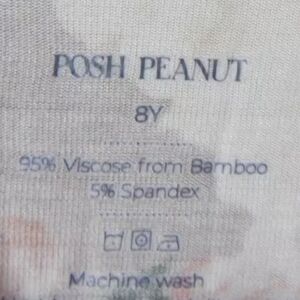 POSH PEANUT
8Y
95% Viscose from Bamboo
5% Spandex
Machine wash